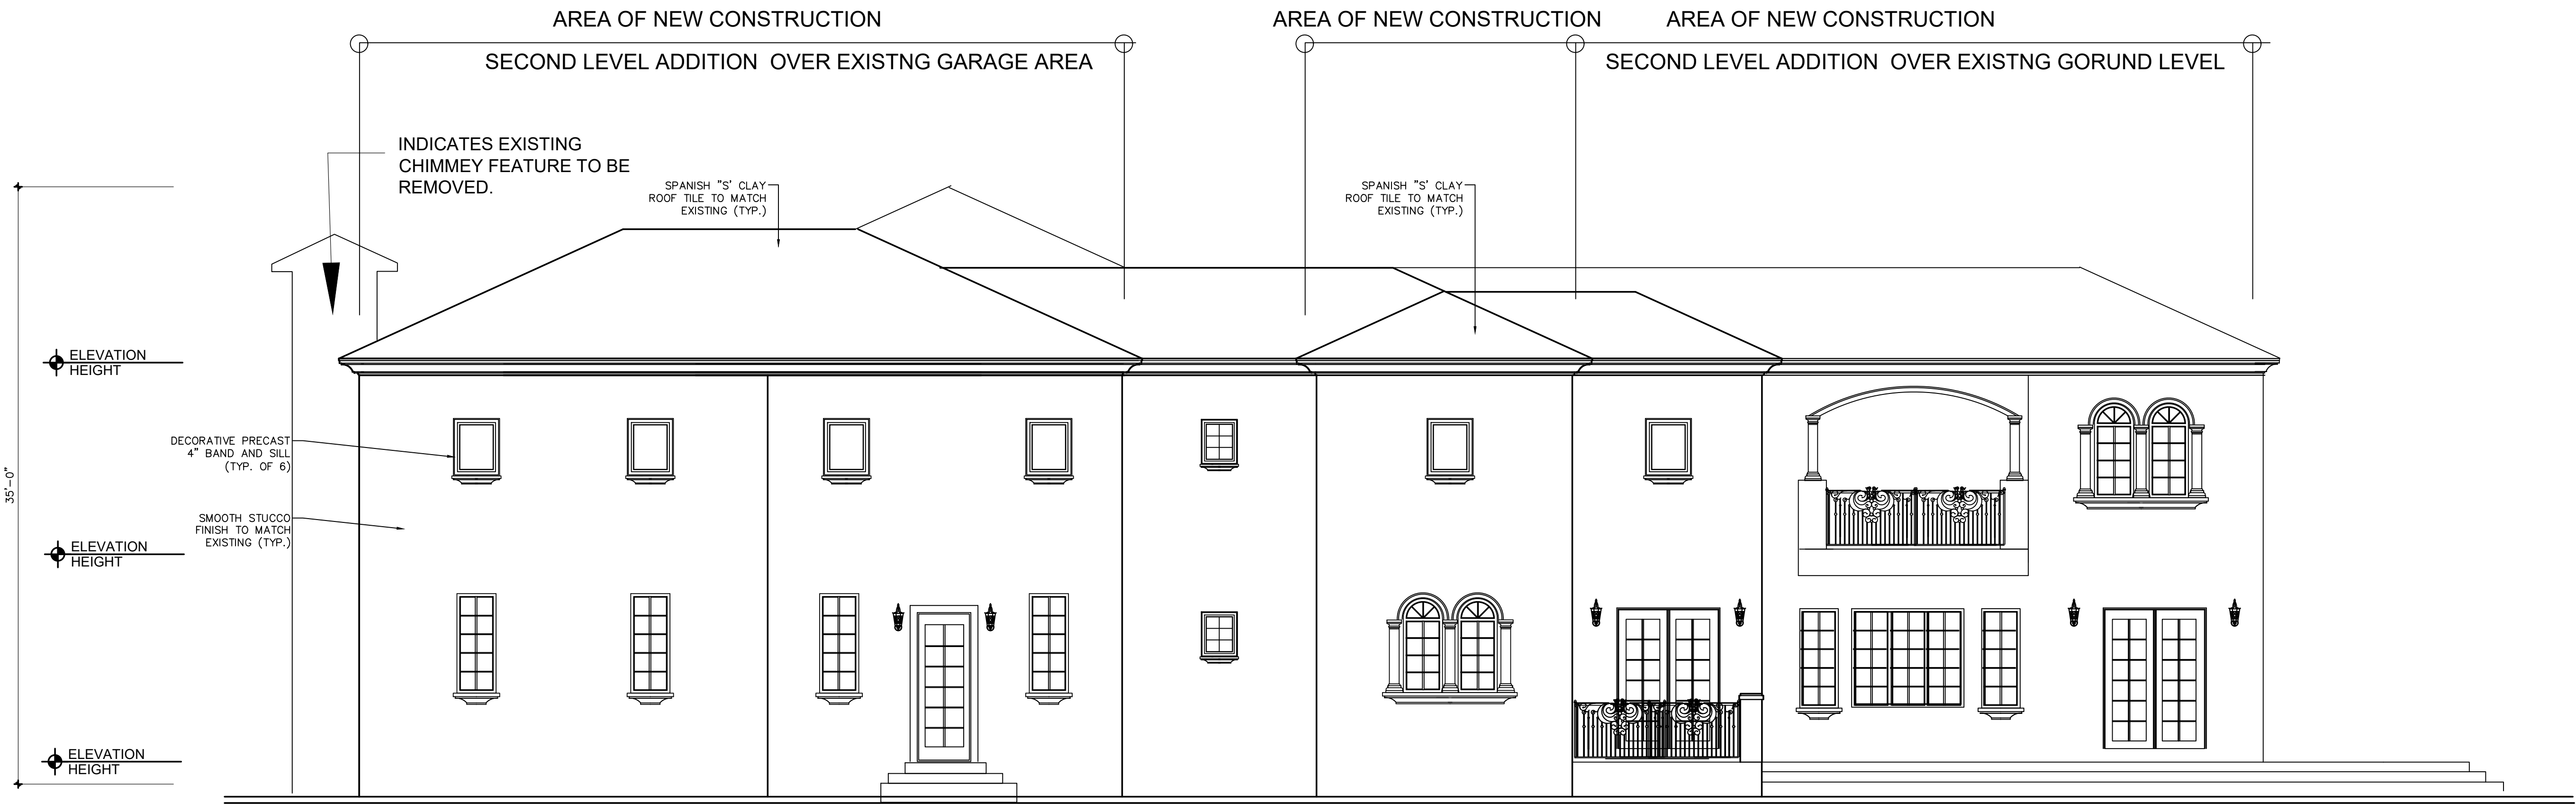 AREA OF NEW CONSTRUCTION
SECOND LEVEL ADDITION OVER EXISTNG GARAGE AREA
AREA OF NEW CONSTRUCTION
AREA OF NEW CONSTRUCTION
SECOND LEVEL ADDITION OVER EXISTNG GORUND LEVEL
INDICATES EXISTING
CHIMMEY FEATURE TO BE
REMOVED.
SPANISH "S' CLAY
ROOF TILE TO MATCH
EXISTING (TYP.)
SPANISH "S' CLAY
ROOF TILE TO MATCH
EXISTING (TYP.)
ELEVATION
HEIGHT
DECORATIVE PRECAST
4" BAND AND SILL
(TYP. OF 6)
35'-0"
SMOOTH STUCCO
FINISH TO MATCH
EXISTING (TYP.)
ELEVATION
HEIGHT
ELEVATION
HEIGHT